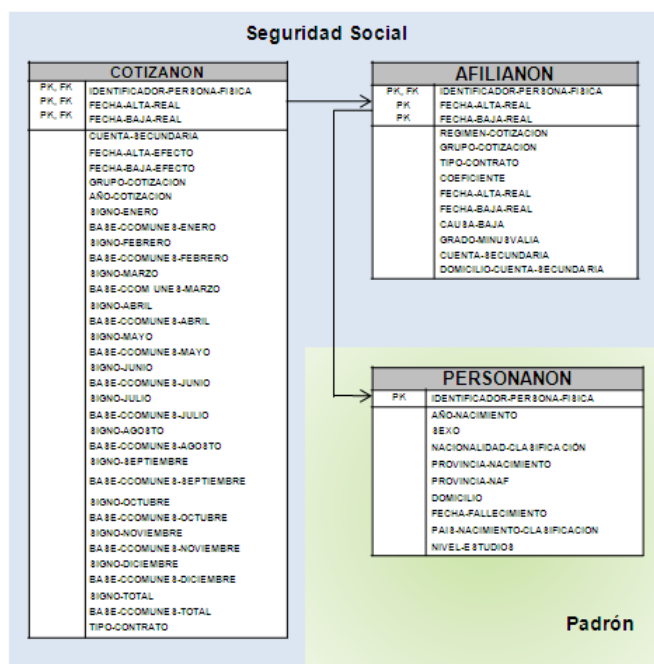 Seguridad Social
COTIZANON
PK, FK IDENTIFICADOR-PERSONA-FISICA
PK, FK FECHA-ALTA-REAL
PK, FK FECHA-BAJA-REAL
CUENTA-SECUNDARIA
FECHA-ALTA-EFECTO
FECHA-BAJA-EFECTO
GRUPO-COTIZACION
AÑO-COTIZACION
SIGNO-ENERO
BASE-CCOMUNES-ENERO
SIGNO-FEBRERO
BASE-CCOMUNES-FEBRERO
SIGNO-MARZO
BASE-CCOM UNES-MARZO
SIGNO-ABRIL
BASE-CCOMUNES-ABRIL
SIGNO-MAYO
BASE-CCOMUNES-MAYO
SIGNO-JUNIO
BASE-CCOMUNES-JUNIO
SIGNO-JULIO
BASE-CCOMUNES-JULIO
SIGNO-AGOSTO
BASE-CCOMUNES-AGOSTO
SIGNO-SEPTIEMBRE
BASE-CCOMUNES-SEPTIEMBRE
SIGNO-OCTUBRE
BASE-CCOMUNES-OCTUBRE
SIGNO-NOVIEMBRE
BASE-CCOMUNES-NOVIEMBRE
SIGNO-DICIEMBRE
BASE-CCOMUNES-DICIEMBRE
SIGNO-TOTAL
BASE-CCOMUNES-TOTAL
TIPO-CONTRATO
AFILIANON
PK, FK IDENTIFICADOR-PERSONA-FISICA
PK FECHA-ALTA-REAL
PK FECHA-BAJA-REAL
REGIMEN-COTIZACION
GRUPO-COTIZACION
TIPO-CONTRATO
COEFICIENTE
FECHA-ALTA-REAL
FECHA-BAJA-REAL
CAUSA-BAJA
GRADO-MINUSVALIA
CUENTA-SECUNDARIA
DOMICILIO-CUENTA-SECUNDARIA
PERSONANON
PK IDENTIFICADOR-PERSONA-FISICA
AÑO-NACIMIENTO
SEXO
NACIONALIDAD-CLASIFICACIÓN
PROVINCIA-NACIMIENTO
PROVINCIA-NAF
DOMICILIO
FECHA-FALLECIMIENTO
PAIS-NACIMIENTO-CLASIFICACION
NIVEL-ESTUDIOS
Padrón